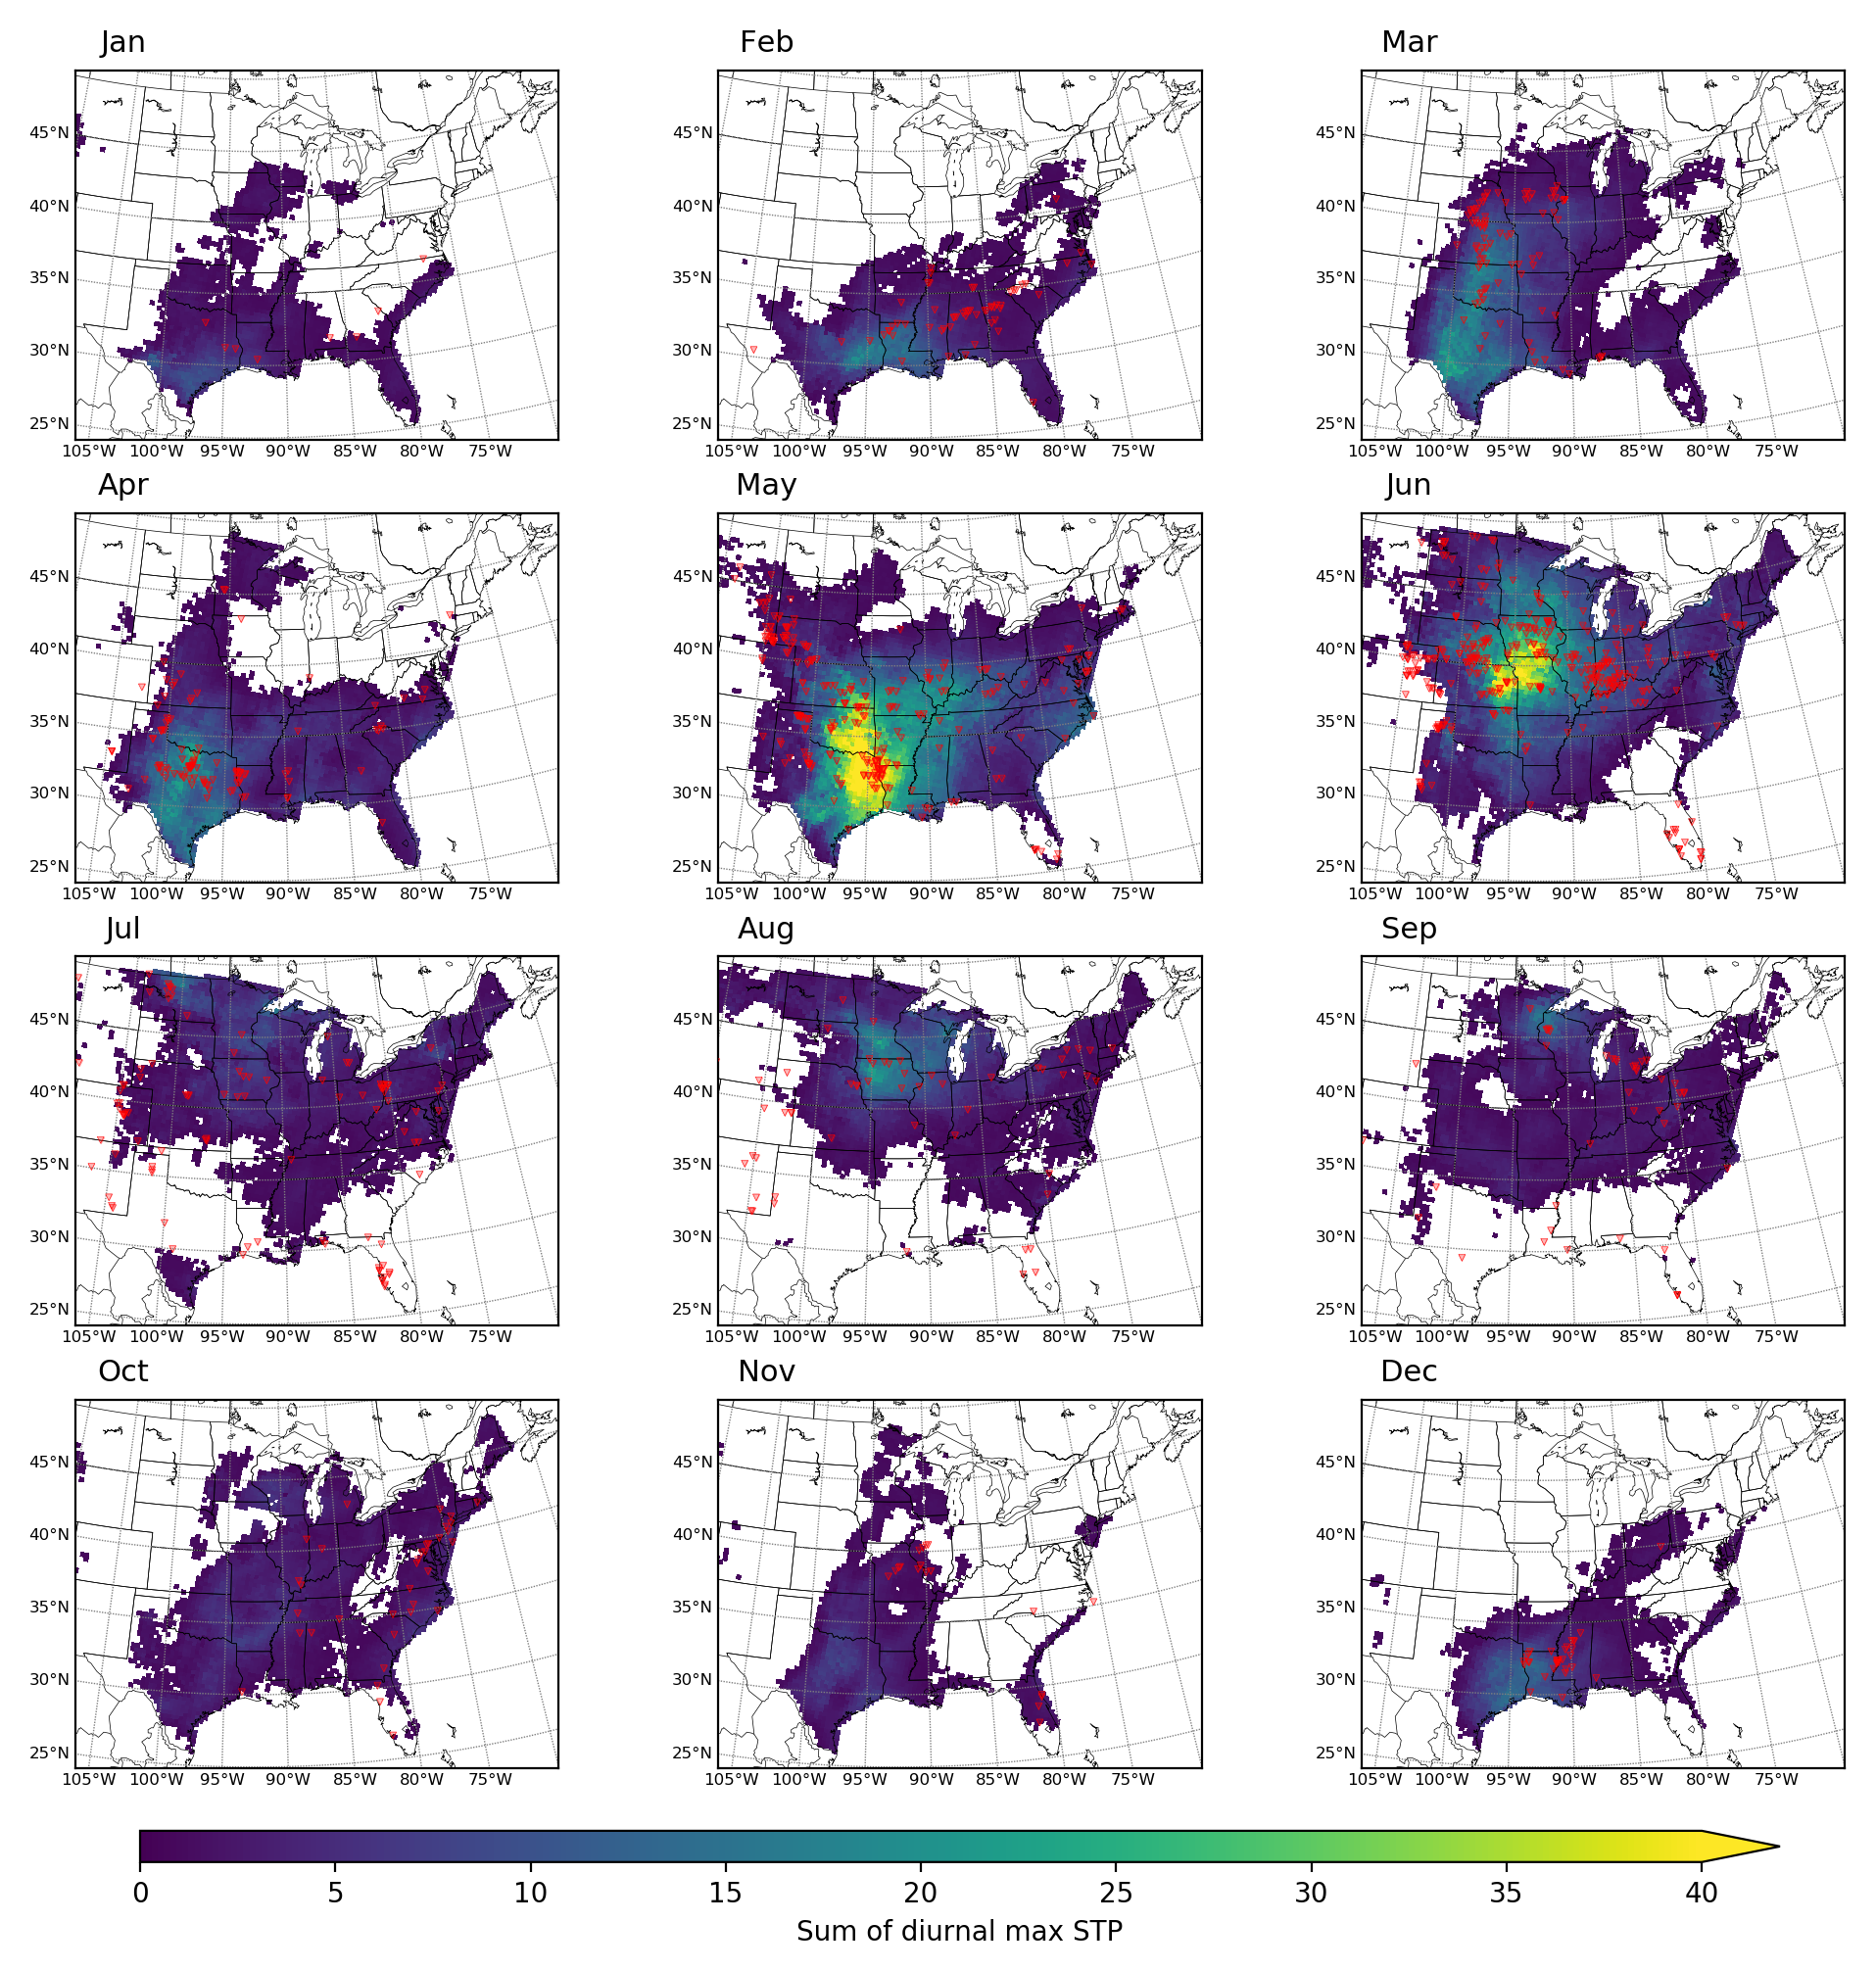 Jan Feb Mar
45°N 45°N 45°N
40°N 40°N 40°N
35°N 35°N 35°N
30°N 30°N 30°N
25°N 25°N 25°N
105°W 100°W 95°W 90°W 85°W 80°W 75°W 105°W 100°W 95°W 90°W 85°W 80°W 75°W 105°W 100°W 95°W 90°W 85°W 80°W 75°W
Apr May Jun
45°N 45°N 45°N
40°N 40°N 40°N
35°N 35°N 35°N
30°N 30°N 30°N
25°N 25°N 25°N
105°W 100°W 95°W 90°W 85°W 80°W 75°W 105°W 100°W 95°W 90°W 85°W 80°W 75°W 105°W 100°W 95°W 90°W 85°W 80°W 75°W
Jul Aug Sep
45°N 45°N 45°N
40°N 40°N 40°N
35°N 35°N 35°N
30°N 30°N 30°N
25°N 25°N 25°N
105°W 100°W 95°W 90°W 85°W 80°W 75°W 105°W 100°W 95°W 90°W 85°W 80°W 75°W 105°W 100°W 95°W 90°W 85°W 80°W 75°W
Oct Nov Dec
45°N 45°N 45°N
40°N 40°N 40°N
35°N 35°N 35°N
30°N 30°N 30°N
25°N 25°N 25°N
105°W 100°W 95°W 90°W 85°W 80°W 75°W 105°W 100°W 95°W 90°W 85°W 80°W 75°W 105°W 100°W 95°W 90°W 85°W 80°W 75°W
0 5 10 15 20 25 30 35 40
Sum of diurnal max STP